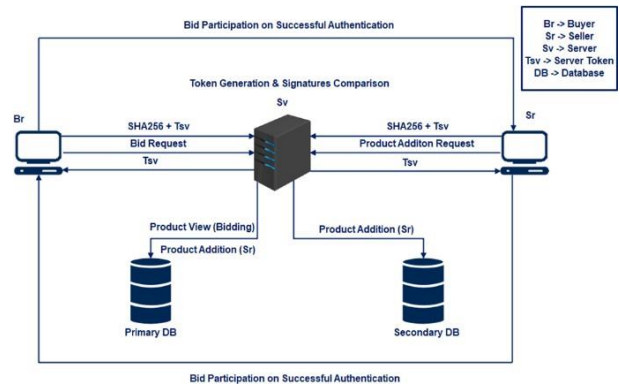 Bid Participation on Successful Authentication
Br -> Buyer
Sr -> Seller
Sv -> Server
Tsv -> Server Token
DB -> Database
Token Generation & Signatures Comparison
Sv
Br
Sr
SHA256 + Tsv
SHA256 + Tsv
Bid Request
Product Additon Request
Tsv
Tsv
Product View (Bidding)
Product Addition (Sr)
Product Addition (Sr)
Primary DB
Secondary DB
Bid Participation on Successful Authentication